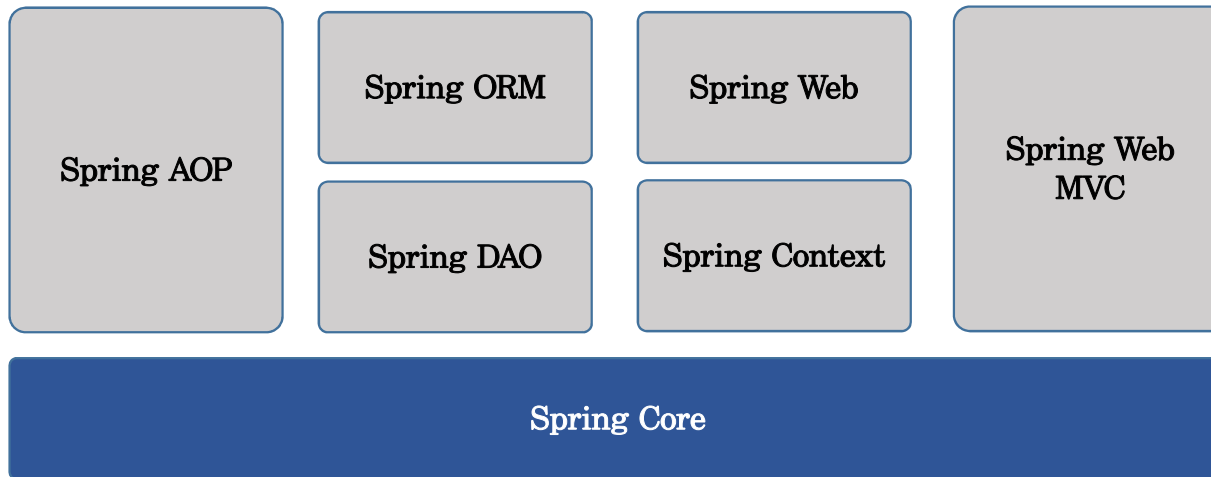 Spring AOP
Spring ORM
Spring DAO
Spring Web
Spring Context
Spring Web
MVC
Spring Core